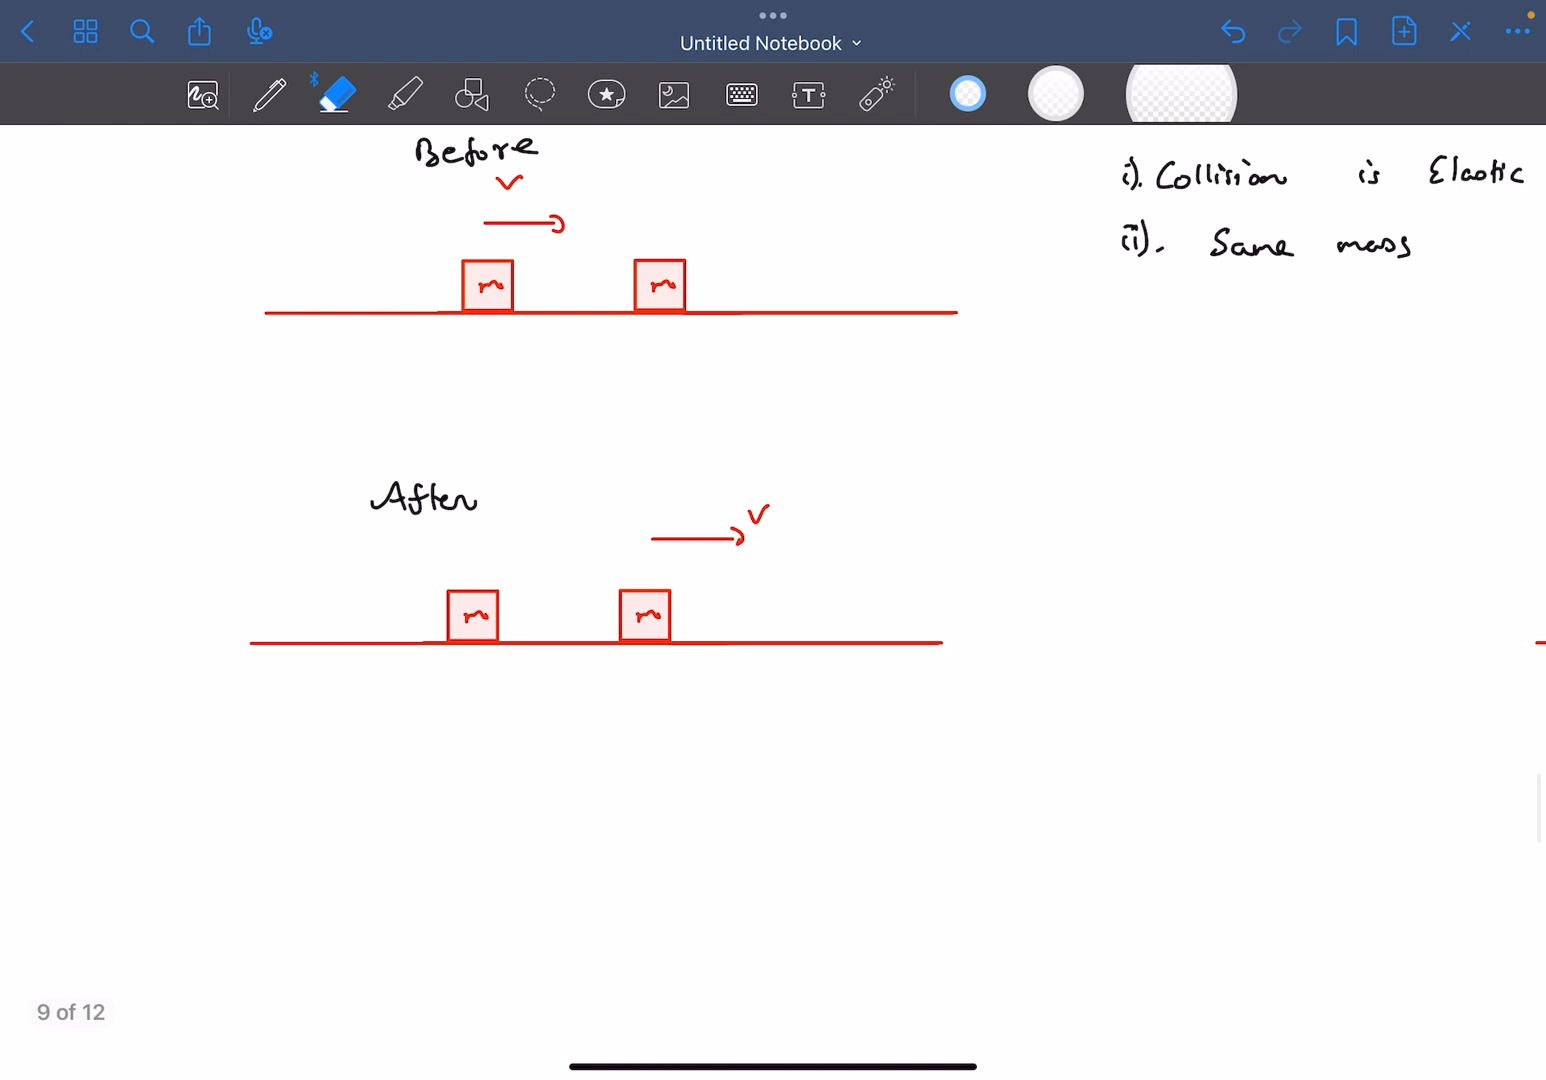 Untitled Notebook
T
Before
v
m m
i). Collision is Elastic
ii). Same mass
After
v
m m
9 of 12